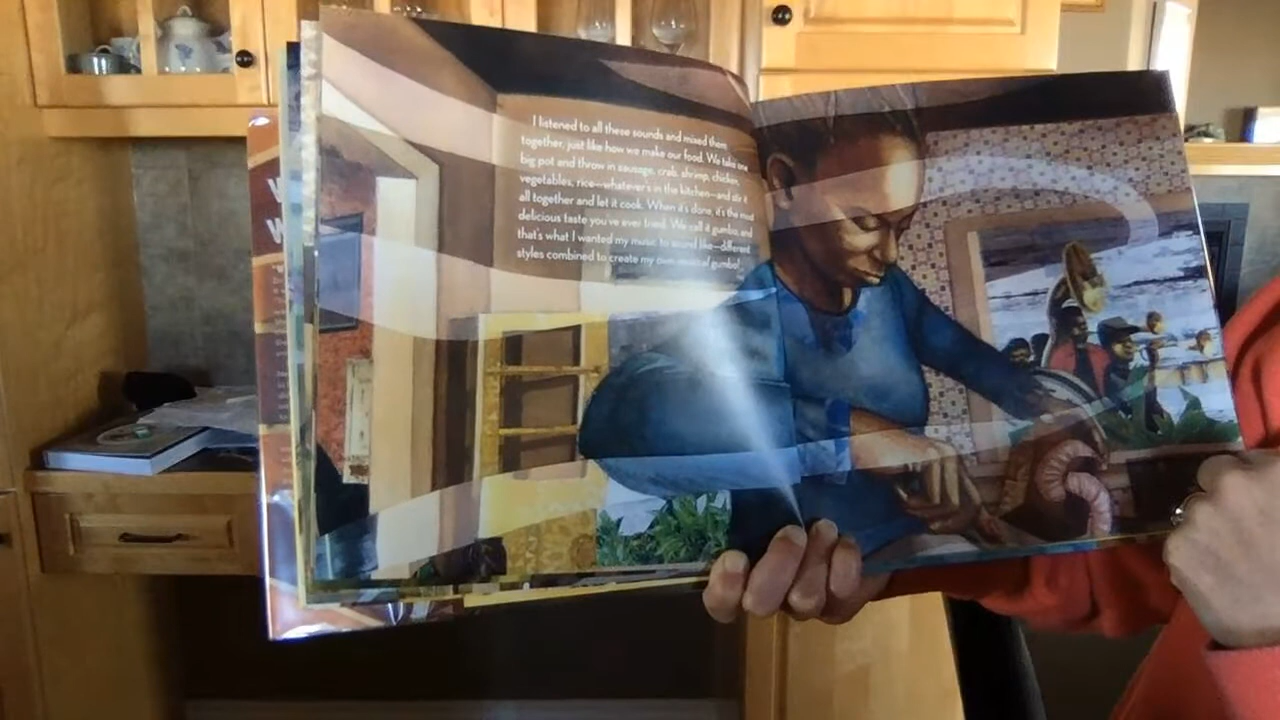 I listened to all these sounds and mixed them
together, just like how we make our food. We take one
big pot and throw in sausage, crab, shrimp, chicken,
vegetables, rice—whatever's in the kitchen—and stir it
all together and let it cook. When it's done, it's the most
delicious taste you've ever tried. We call it gumbo, and
that's what I wanted my music to sound like—different
styles combined to create my own musical gumbo!